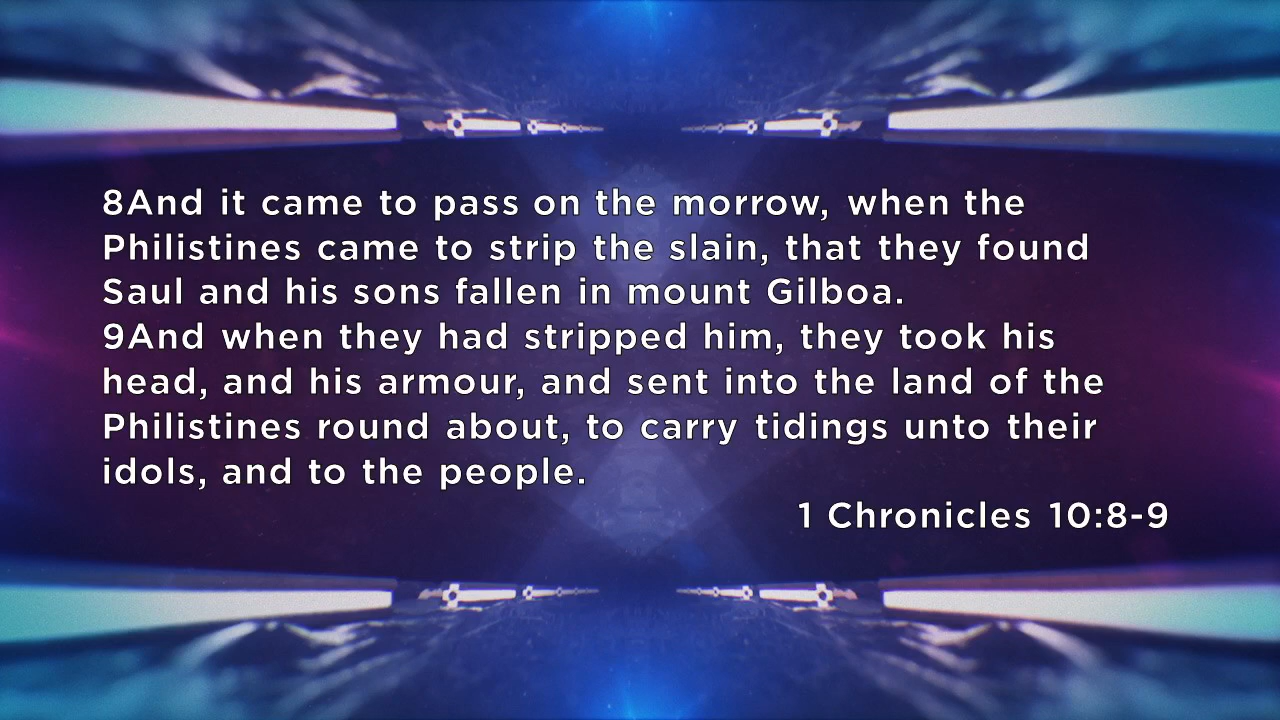 8And it came to pass on the morrow, when the
Philistines came to strip the slain, that they found
Saul and his sons fallen in mount Gilboa.
9And when they had stripped him, they took his
head, and his armour, and sent into the land of the
Philistines round about, to carry tidings unto their
idols, and to the people.
1 Chronicles 10:8-9